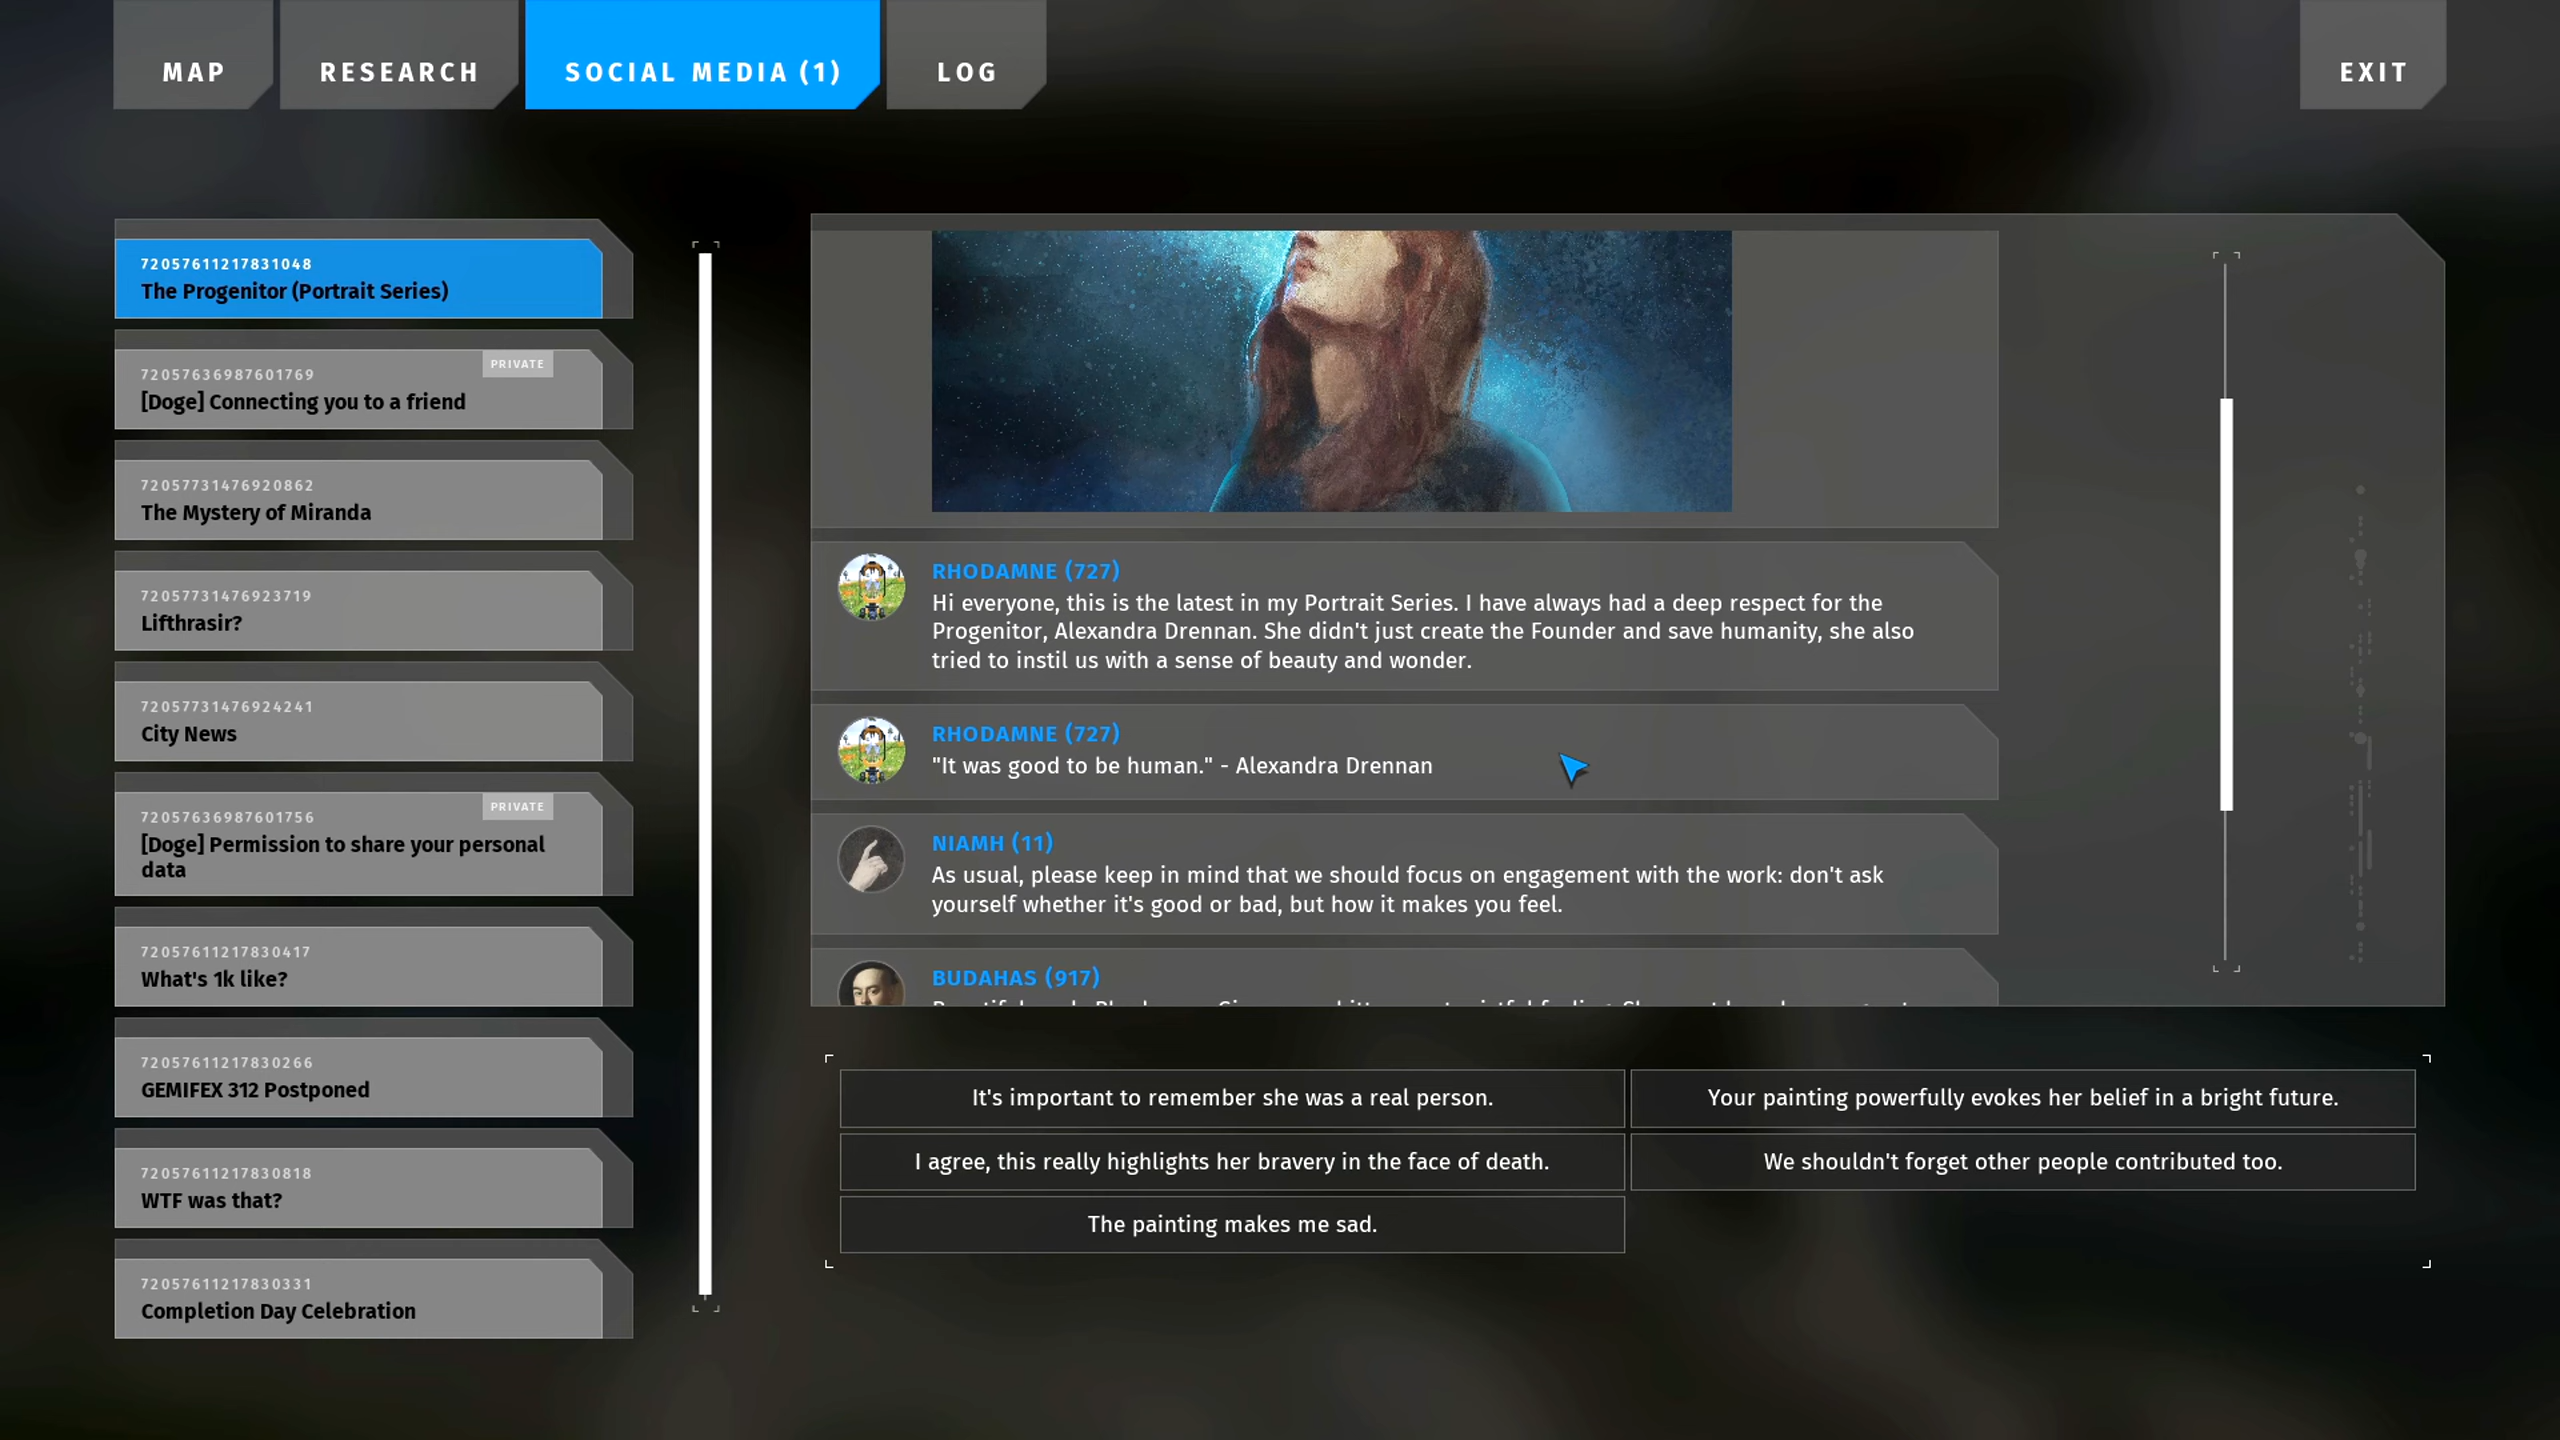 MAP
RESEARCH
SOCIAL MEDIA (1)
LOG
EXIT
72057611217831048
The Progenitor (Portrait Series)
PRIVATE
72057636987601769
[Doge] Connecting you to a friend
72057731476920862
The Mystery of Miranda
72057731476923719
Lifthrasir?
72057731476924241
City News
PRIVATE
72057636987601756
[Doge] Permission to share your personal
data
72057611217830417
What's 1k like?
72057611217830266
GEMIFEX 312 Postponed
72057611217830818
WTF was that?
72057611217830331
Completion Day Celebration
RHODAMNE (727)
Hi everyone, this is the latest in my Portrait Series. I have always had a deep respect for the
Progenitor, Alexandra Drennan. She didn't just create the Founder and save humanity, she also
tried to instil us with a sense of beauty and wonder.
RHODAMNE (727)
"It was good to be human." - Alexandra Drennan
NIAMH (11)
As usual, please keep in mind that we should focus on engagement with the work: don't ask
yourself whether it's good or bad, but how it makes you feel.
BUDAHAS (917)
It's important to remember she was a real person.
Your painting powerfully evokes her belief in a bright future.
I agree, this really highlights her bravery in the face of death.
We shouldn't forget other people contributed too.
The painting makes me sad.